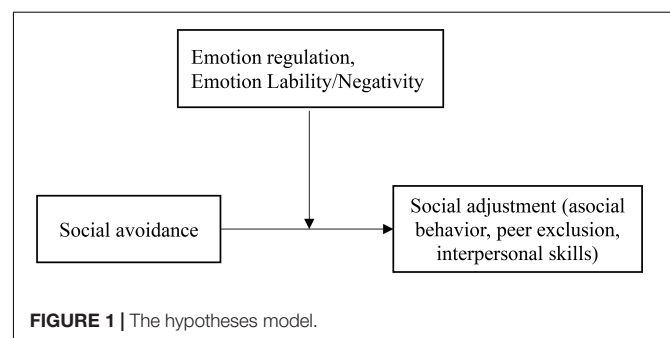 Emotion regulation,
Emotion Lability/Negativity
Social avoidance
Social adjustment (asocial
behavior, peer exclusion,
interpersonal skills)
FIGURE 1 | The hypotheses model.